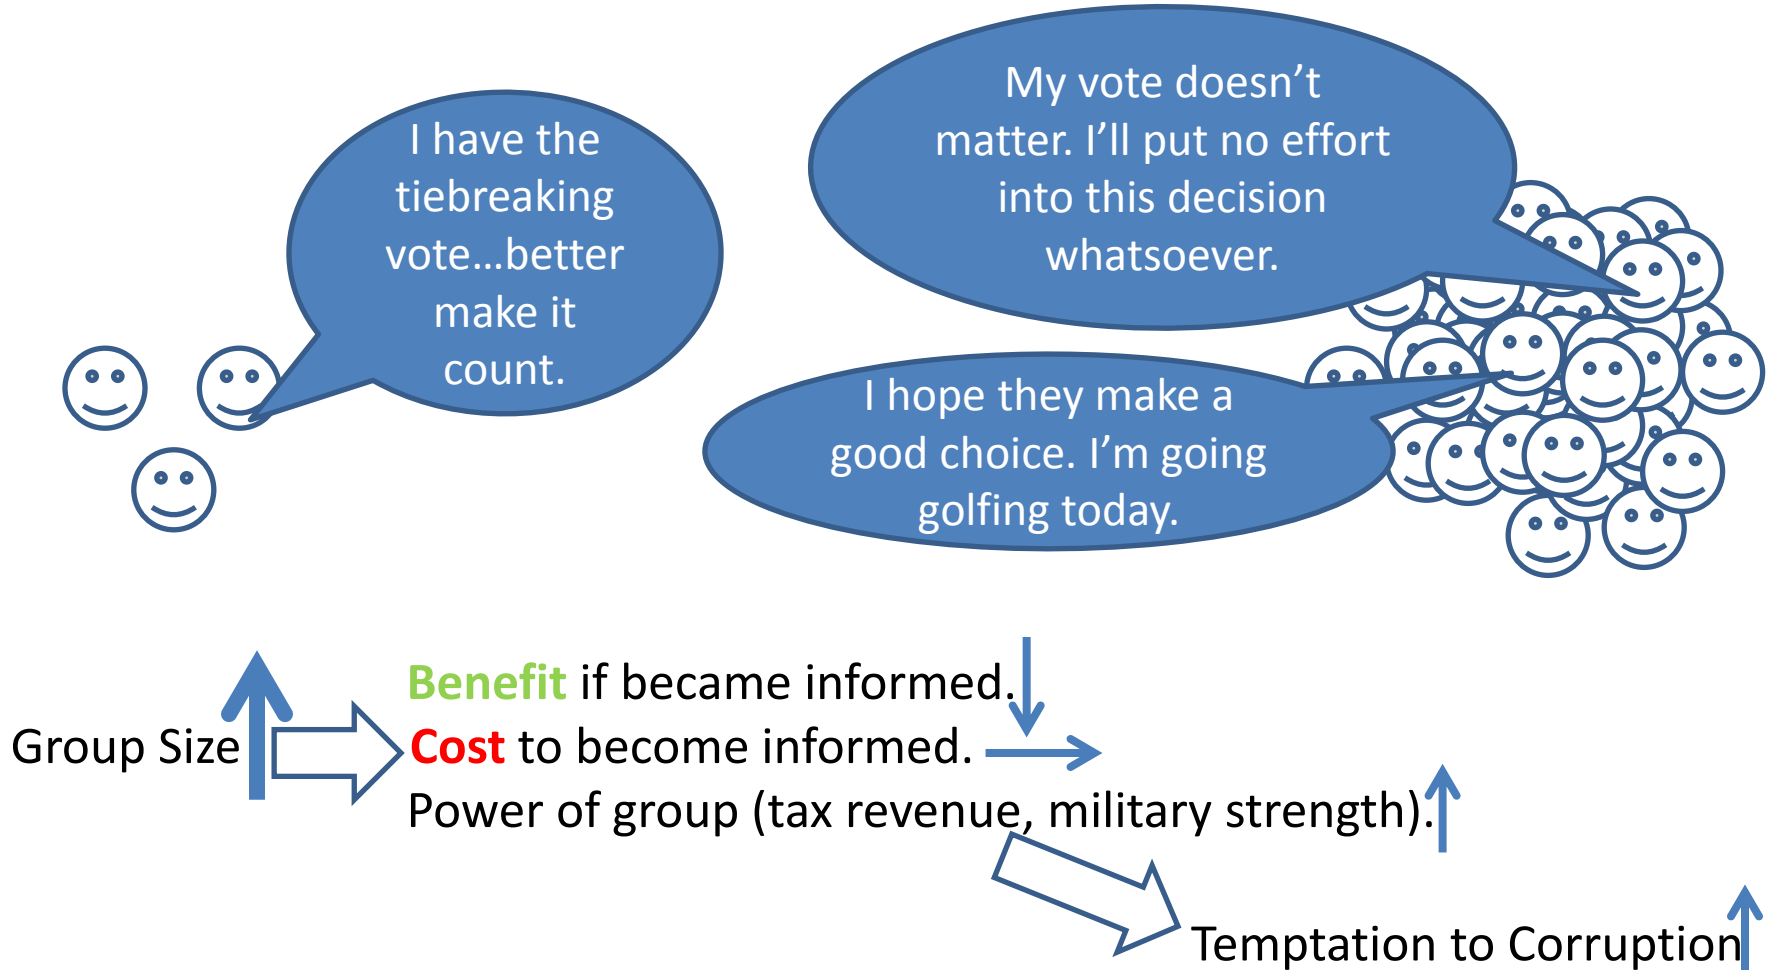 I have the
tiebreaking
vote...better
make it
count.
My vote doesn't
matter. I'll put no effort
into this decision
whatsoever.
I hope they make a
good choice. I'm going
golfing today.
Group Size
Benefit if became informed.
Cost to become informed.
Power of group (tax revenue, military strength).
Temptation to Corruption